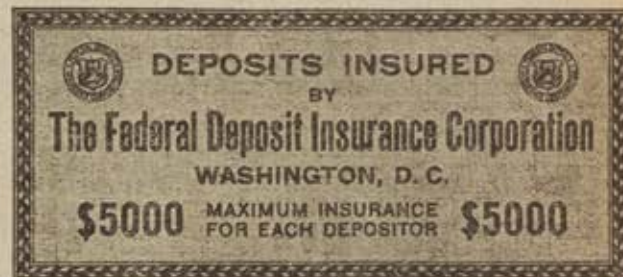 DEPOSITS INSURED
BY
The Federal Deposit Insurance Corporation
WASHINGTON, D. C.
$5000 MAXIMUM INSURANCE FOR EACH DEPOSITOR $5000